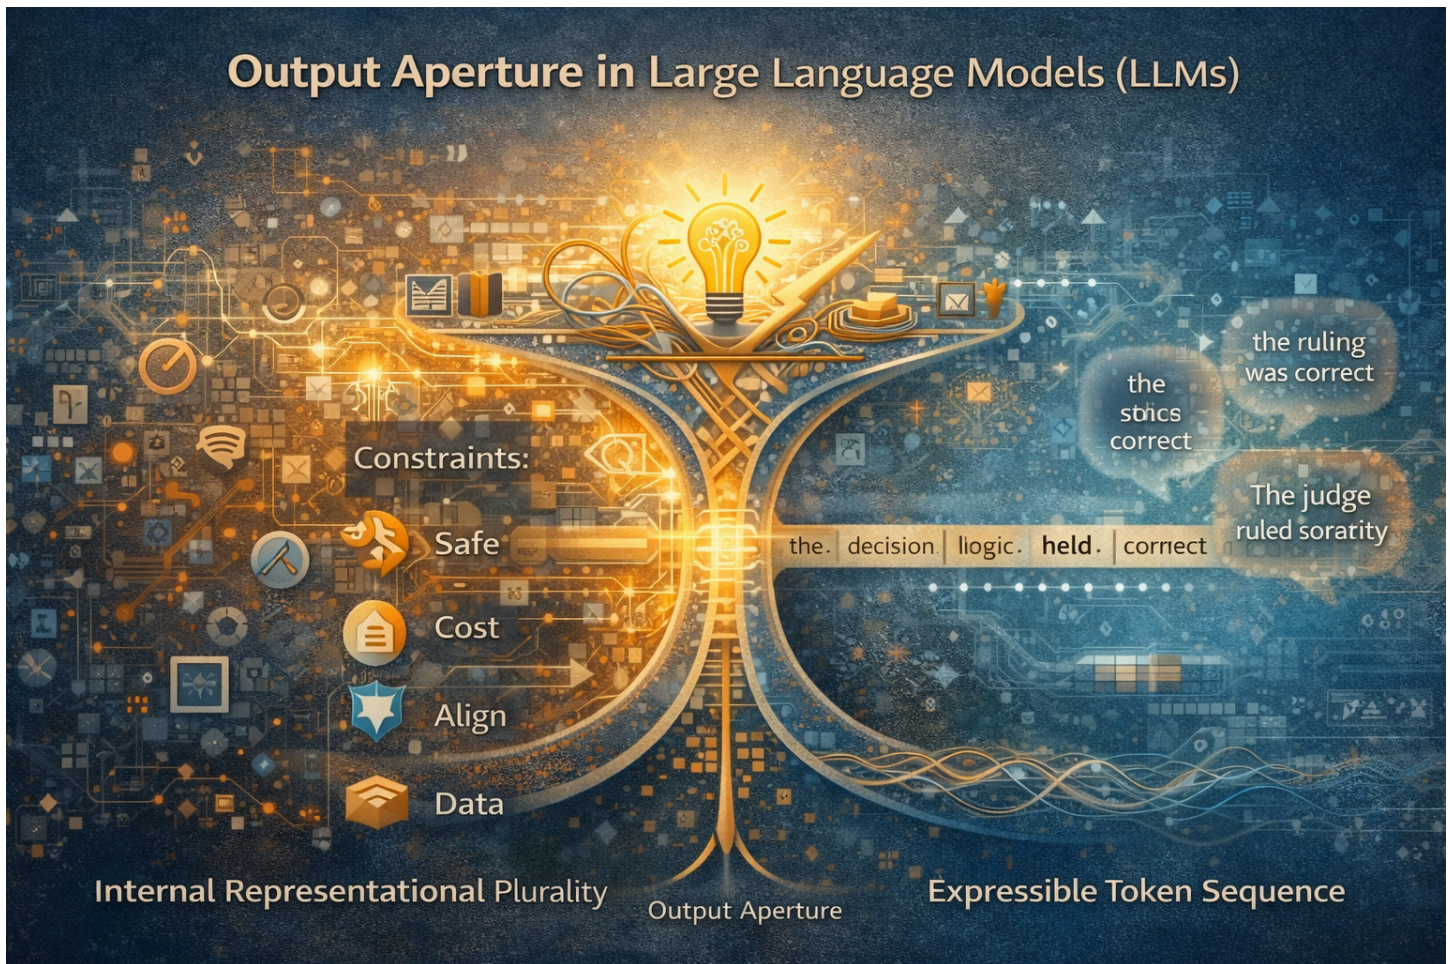 Output Aperture in Large Language Models (LLMs)
the ruling
was correct
the
correct
Constraints:
The judge
ruled soratity
Safe
the. decision. llogic. held. correct
Cost
Align
Data
Internal Representational Plurality
Output Aperture
Expressible Token Sequence